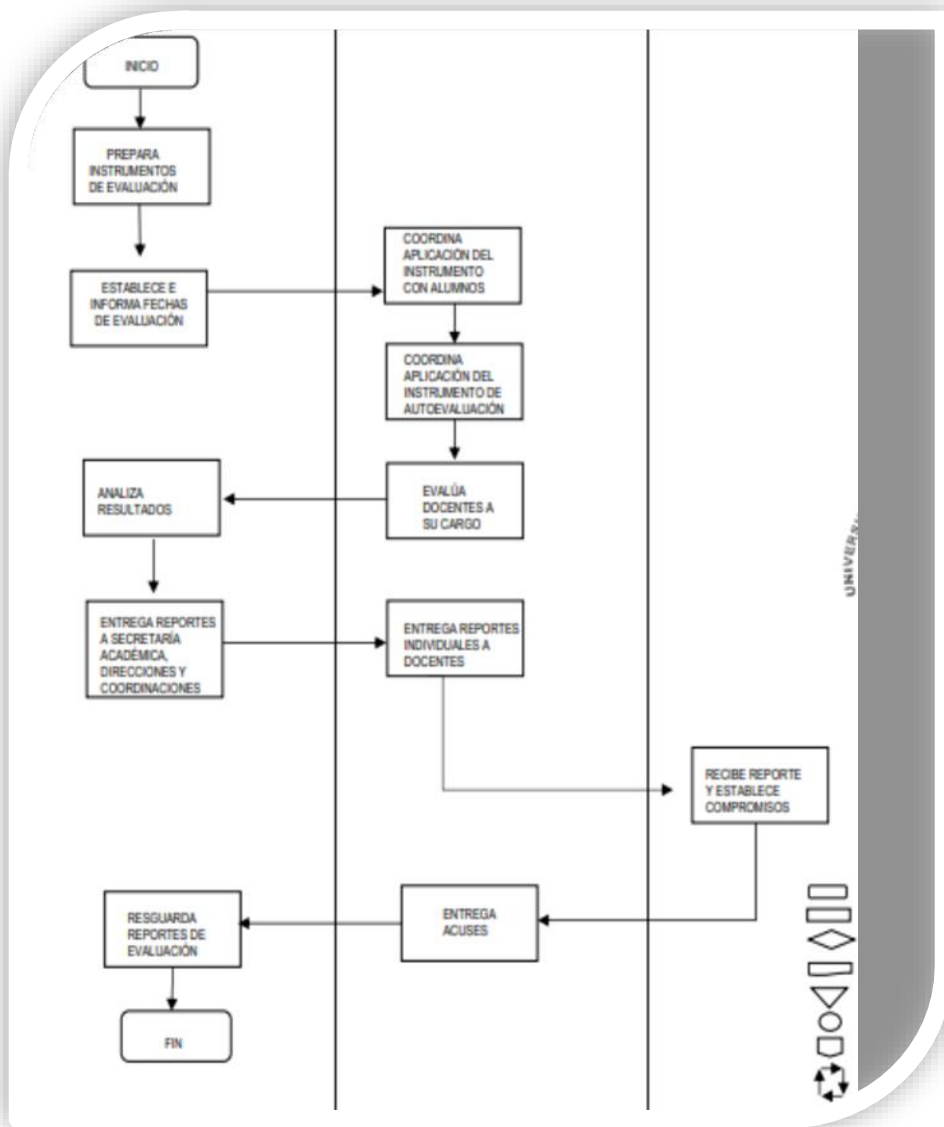 INICIO
PREPARA
INSTRUMENTOS
DE EVALUACIÓN
ESTABLECE E
INFORMA FECHAS
DE EVALUACIÓN
COORDINA
APLICACIÓN DEL
INSTRUMENTO
CON ALUMNOS
COORDINA
APLICACIÓN DEL
INSTRUMENTO DE
AUTOEVALUACIÓN
EVALÚA
DOCENTES A
SU CARGO
ANALIZA
RESULTADOS
ENTREGA REPORTES
A SECRETARÍA
ACADÉMICA,
DIRECCIONES Y
COORDINACIONES
ENTREGA REPORTES
INDIVIDUALES A
DOCENTES
RECIBE REPORTE
Y ESTABLECE
COMPROMISOS
ENTREGA
ACUSES
RESGUARDA
REPORTES DE
EVALUACIÓN
FIN